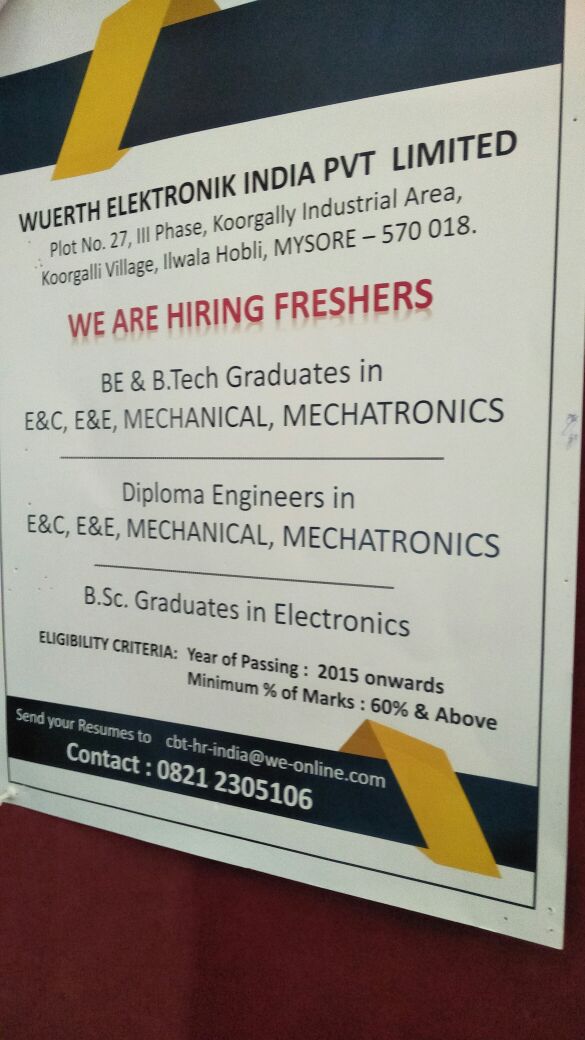 WUERTH ELEKTRONIK INDIA PVT LIMITED
Plot No. 27, III Phase, Koorgally Industrial Area,
Koorgalli Village, Ilwala Hobli, MYSORE – 570 018.
WE ARE HIRING FRESHERS
BE & B.Tech Graduates in
E&C, E&E, MECHANICAL, MECHATRONICS
Diploma Engineers in
E&C, E&E, MECHANICAL, MECHATRONICS
B.Sc. Graduates in Electronics
ELIGIBILITY CRITERIA: Year of Passing : 2015 onwards
Minimum % of Marks : 60% & Above
Send your Resumes to cbt-hr-india@we-online.com
Contact : 0821 2305106